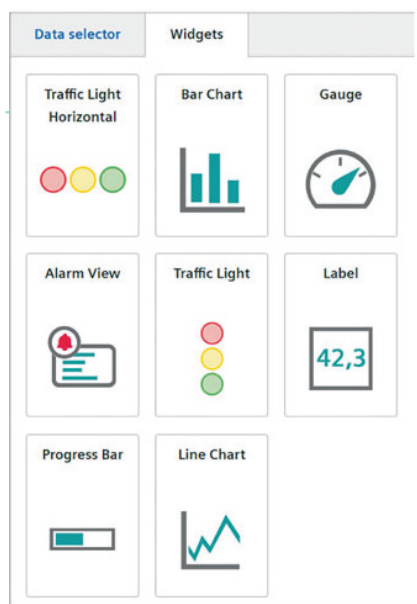 Data selector
Widgets
Traffic Light
Horizontal
Bar Chart
Gauge
Alarm View
Traffic Light
Label
42,3
Progress Bar
Line Chart